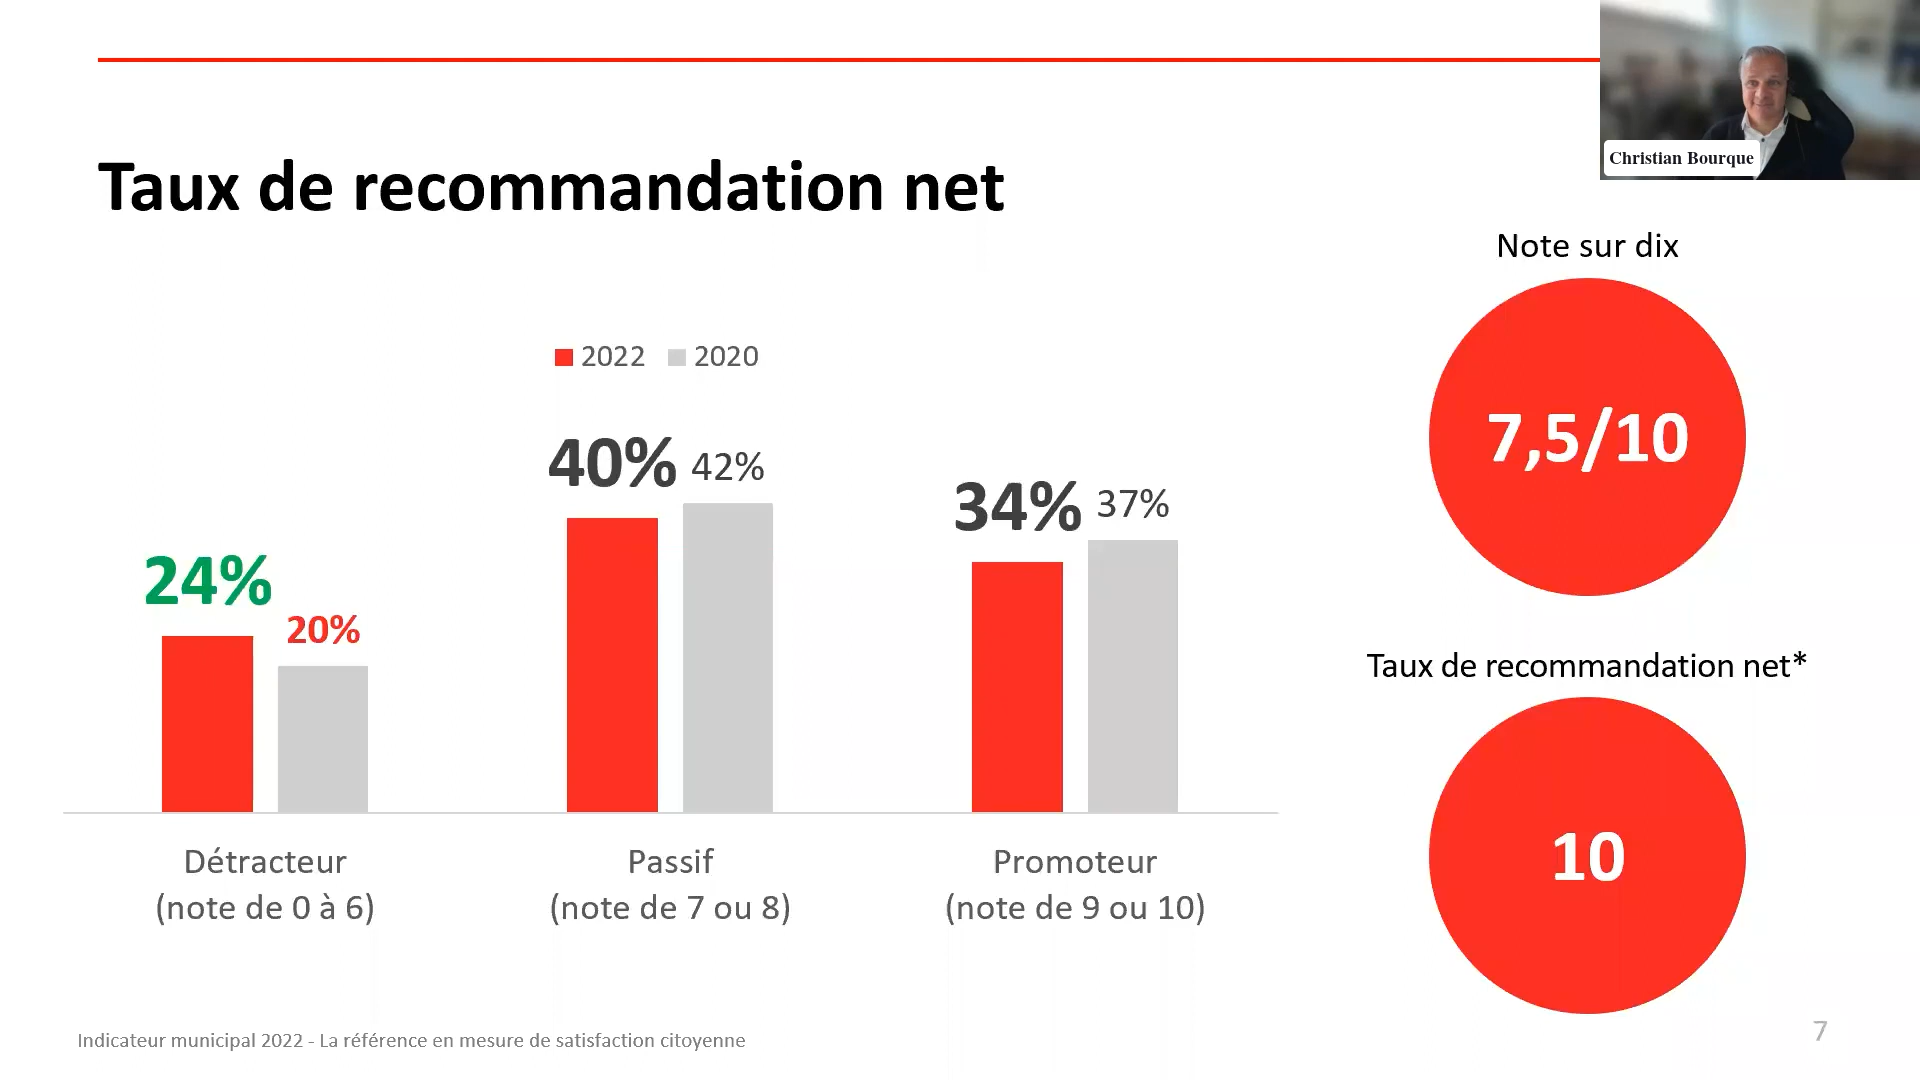 Christian Bourque
Taux de recommandation net
Note sur dix
7,5/10
2022 2020
40% 42%
34% 37%
24%
20%
Taux de recommandation net*
10
Détracteur
(note de 0 à 6)
Passif
(note de 7 ou 8)
Promoteur
(note de 9 ou 10)
Indicateur municipal 2022 - La référence en mesure de satisfaction citoyenne
7